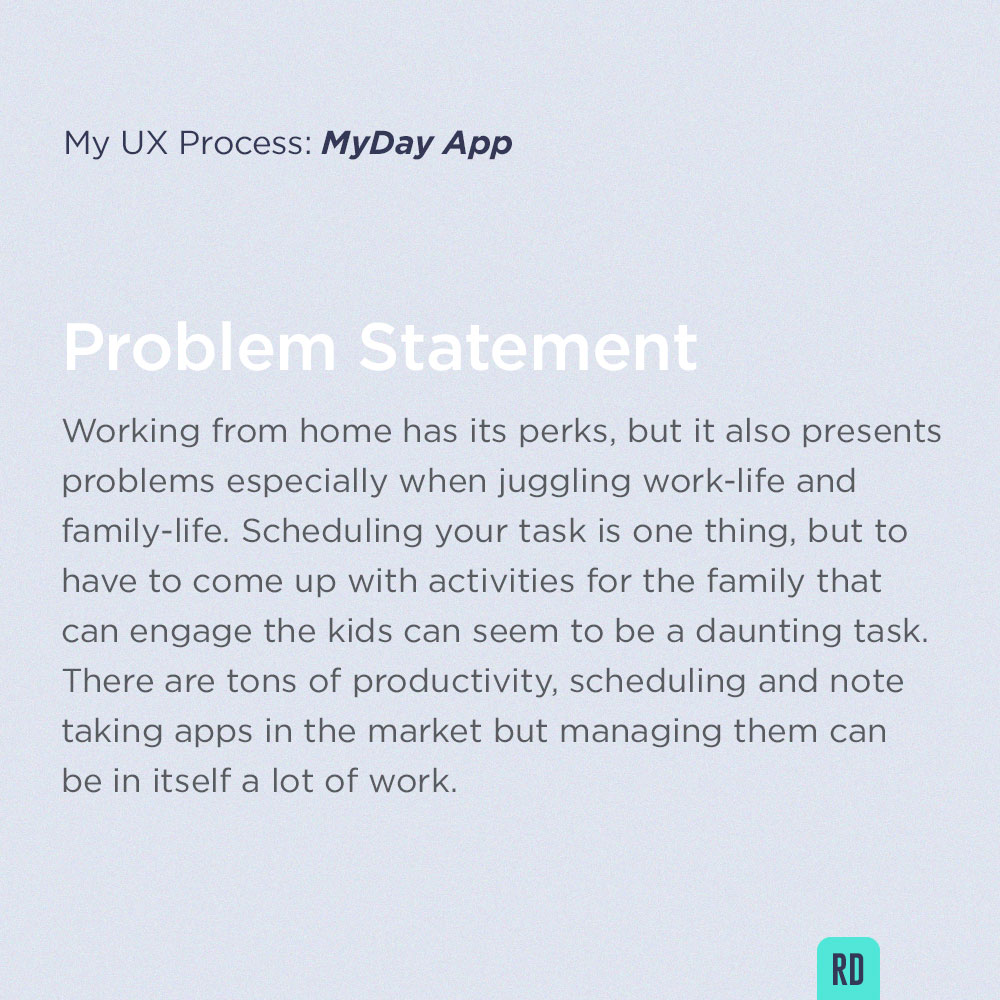 My UX Process: MyDay App
Problem Statement
Working from home has its perks, but it also presents
problems especially when juggling work-life and
family-life. Scheduling your task is one thing, but to
have to come up with activities for the family that
can engage the kids can seem to be a daunting task.
There are tons of productivity, scheduling and note
taking apps in the market but managing them can
be in itself a lot of work.
RD